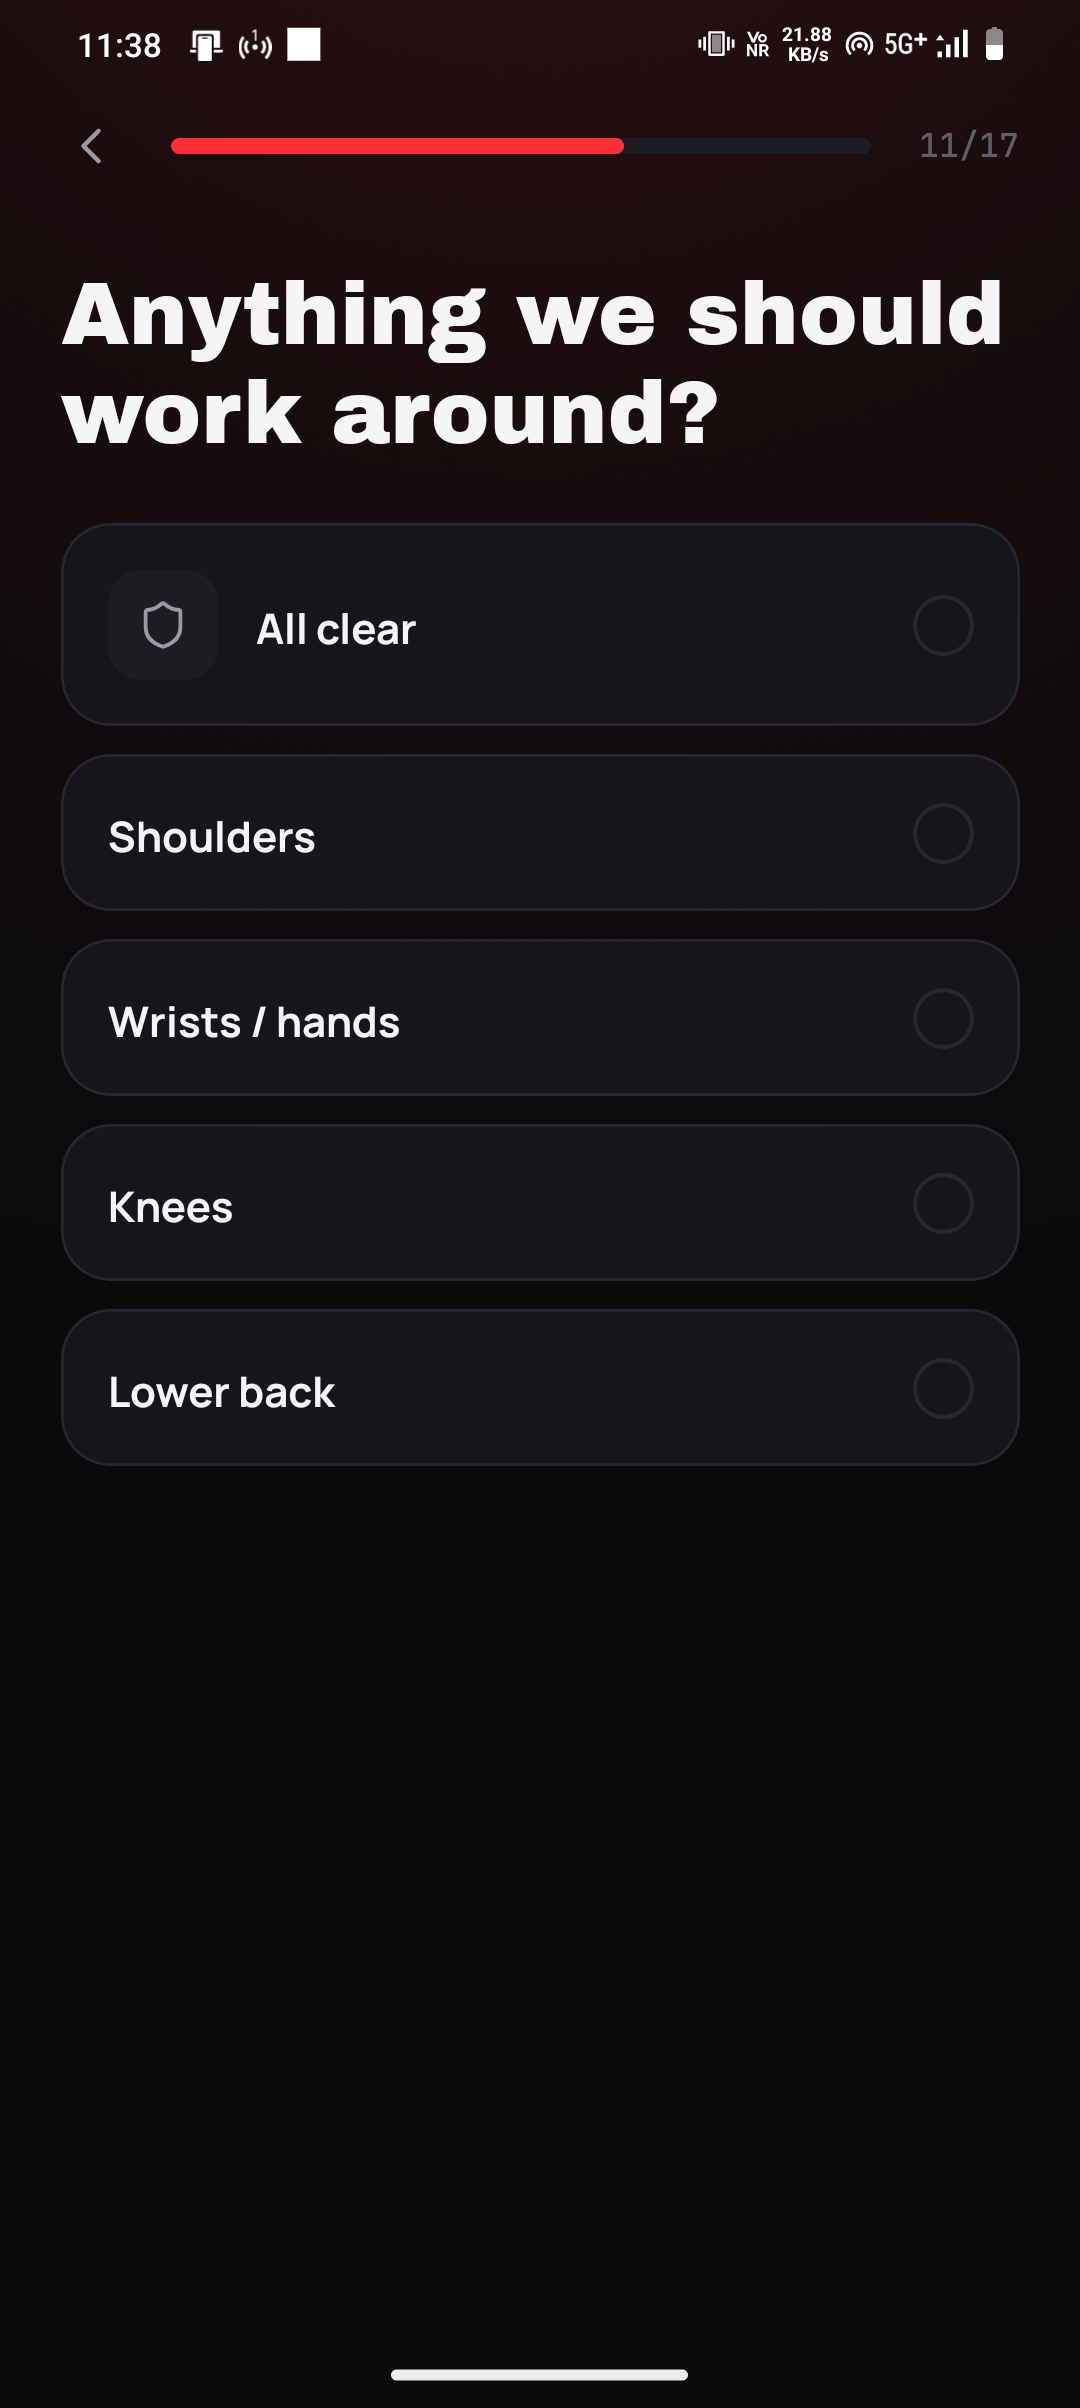 11:38
1
Vo
NR
21.88
KB/s
5G+
11/17
Anything we should
work around?
All clear
Shoulders
Wrists / hands
Knees
Lower back